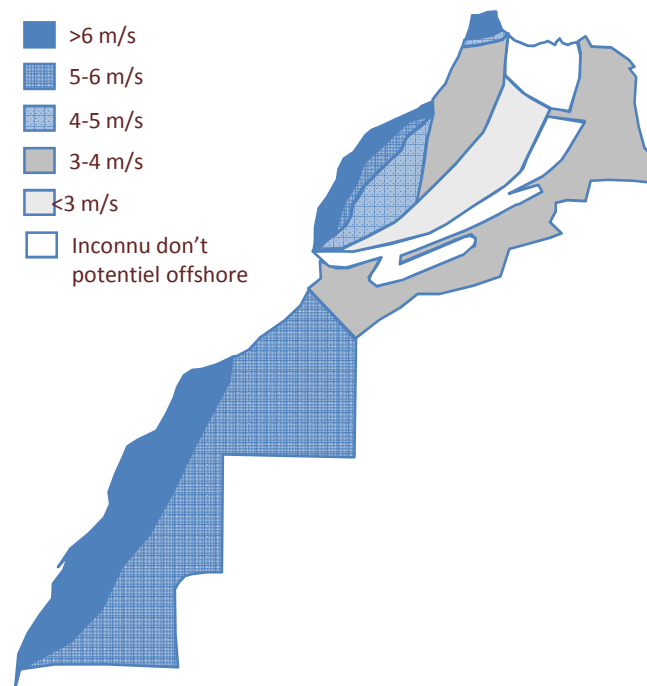 >6 m/s
5-6 m/s
4-5 m/s
3-4 m/s
<3 m/s
Inconnu don't
potentiel offshore